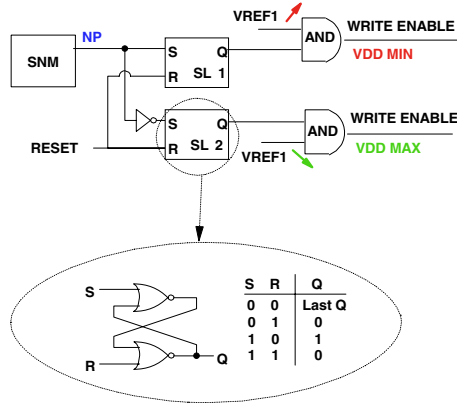 VREF1
WRITE ENABLE
AND
VDD MIN
NP
S Q
SNM
R SL 1
WRITE ENABLE
AND
VDD MAX
S Q
RESET
R SL 2
VREF1
S R Q
S
0 0 Last Q
0 1 0
1 0 1
1 1 0
R Q